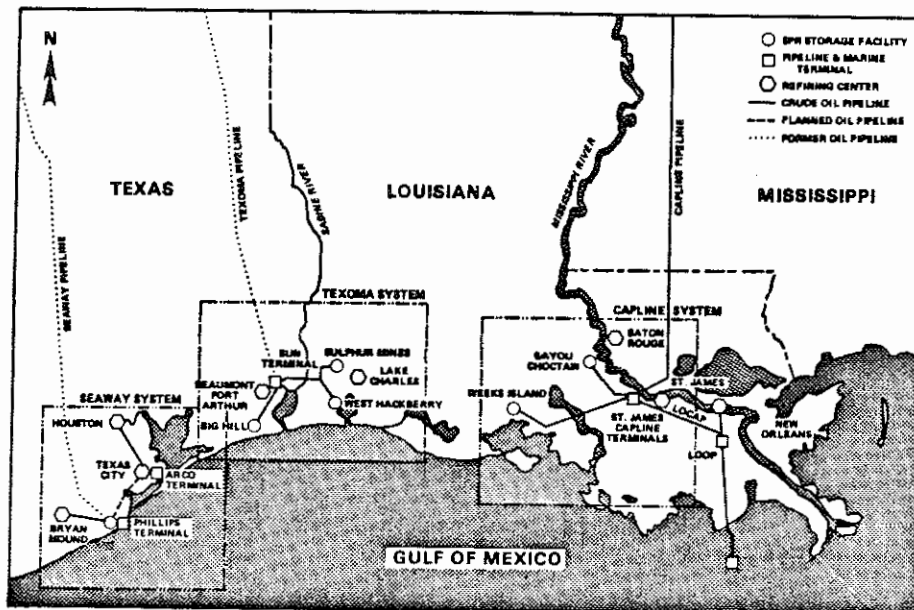 N
SPR STORAGE FACILITY
PIPELINE & MARINE
TERMINAL
REFINING CENTER
CRUDE OIL PIPELINE
PLANNED OIL PIPELINE
FORMER OIL PIPELINE
TEXAS
LOUISIANA
MISSISSIPPI
SEAWAY PIPELINE
TEXOMA PIPELINE
SABINE RIVER
MISSISSIPPI RIVER
CAPLINE PIPELINE
TEXOMA SYSTEM
SUN
TERMINAL
SULPHUR MINES
LAKE
CHARLES
BEAUMONT
PORT
ARTHUR
WEST HACKBERRY
BIG HILL
CAPLINE SYSTEM
BATON
ROUGE
BAYOU
CHOCTAW
ST. JAMES
WEEKS ISLAND
LOCAP
ST. JAMES
CAPLINE
TERMINALS
NEW
ORLEANS
LOOP
SEAWAY SYSTEM
HOUSTON
TEXAS
CITY
ARCO
TERMINAL
BRYAN
MOUND
PHILLIPS
TERMINAL
GULF OF MEXICO